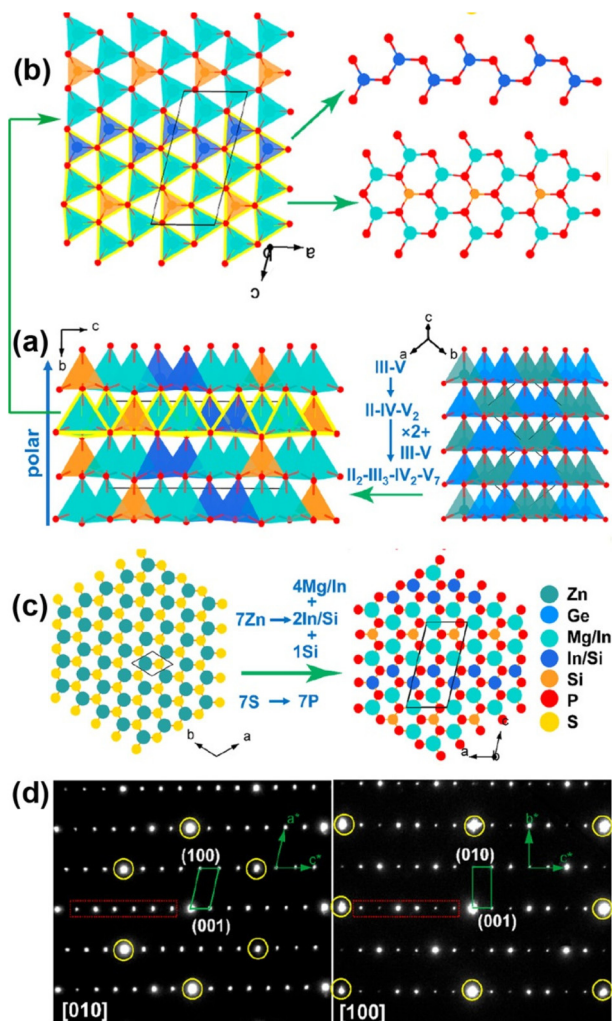 (b)
a
b
c
(a)
c
b
polar
c
a
b
III-V
II-IV-V₂
×2+
III-V
II₂-III₃-IV₂-V₇
(c)
4Mg/In
+
7Zn → 2In/Si
+
1Si
7S → 7P
b
a
c
a
b
Zn
Ge
Mg/In
In/Si
Si
P
S
(d)
a*
c*
(100)
(001)
[010]
b*
c*
(010)
(001)
[100]